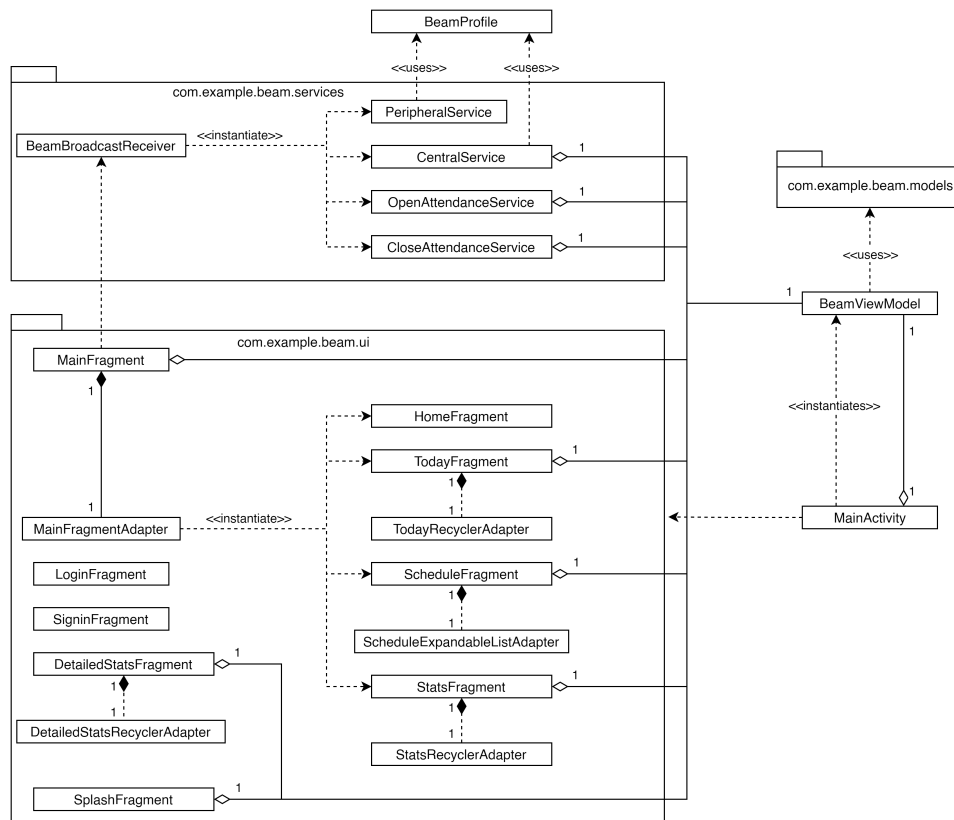 BeamProfile
<<uses>>
<<uses>>
com.example.beam.services
PeripheralService
BeamBroadcastReceiver
<<instantiate>>
CentralService
1
OpenAttendanceService
1
CloseAttendanceService
1
com.example.beam.models
<<uses>>
1
BeamViewModel
1
<<instantiates>>
1
MainActivity
com.example.beam.ui
MainFragment
1
1
MainFragmentAdapter
<<instantiate>>
HomeFragment
TodayFragment
1
1
1
TodayRecyclerAdapter
LoginFragment
ScheduleFragment
1
1
1
ScheduleExpandableListAdapter
SigninFragment
DetailedStatsFragment
1
1
1
DetailedStatsRecyclerAdapter
StatsFragment
1
1
1
StatsRecyclerAdapter
SplashFragment
1